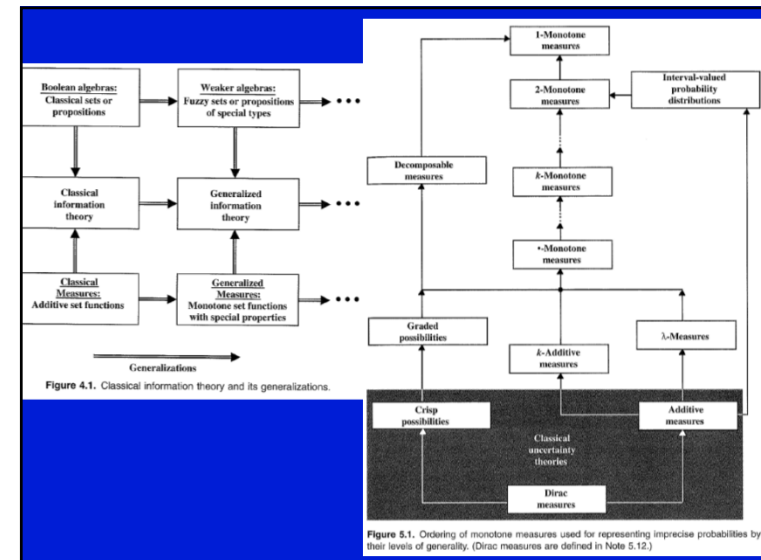 Boolean algebras:
Classical sets or
propositions
Weaker algebras:
Fuzzy sets or propositions
of special types
Classical
information
theory
Generalized
information
theory
Classical
Measures:
Additive set functions
Generalized
Measures:
Monotone set functions
with special properties
Generalizations
Figure 4.1. Classical information theory and its generalizations.
1-Monotone
measures
2-Monotone
measures
Interval-valued
probability
distributions
Decomposable
measures
k-Monotone
measures
•-Monotone
measures
Graded
possibilities
k-Additive
measures
λ-Measures
Crisp
possibilities
Additive
measures
Classical
uncertainty
theories
Dirac
measures
Figure 5.1. Ordering of monotone measures used for representing imprecise probabilities by
their levels of generality. (Dirac measures are defined in Note 5.12.)